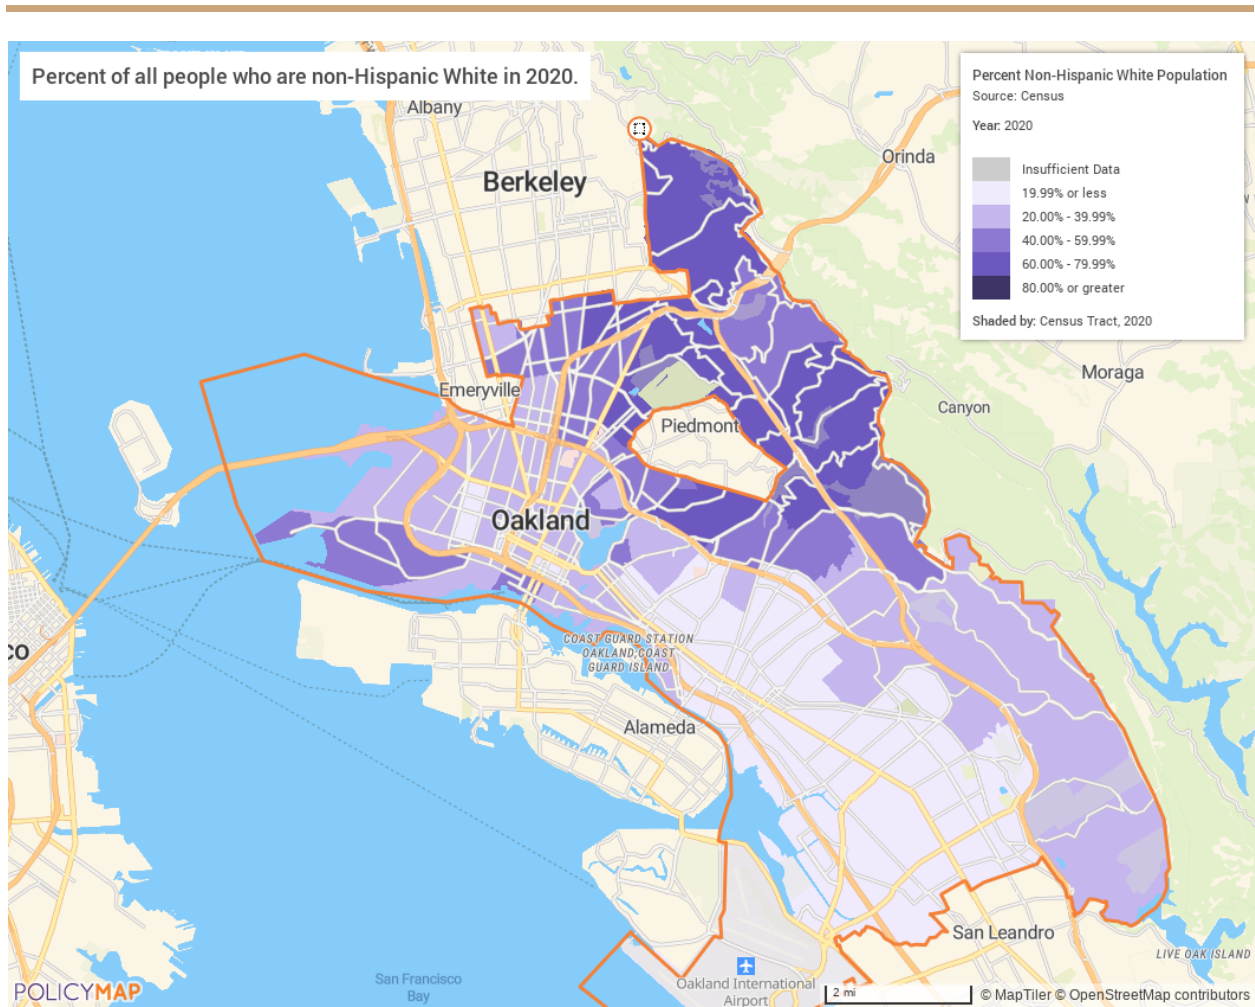 Percent of all people who are non-Hispanic White in 2020.
Percent Non-Hispanic White Population
Source: Census
Year: 2020
Insufficient Data
19.99% or less
20.00% - 39.99%
40.00% - 59.99%
60.00% - 79.99%
80.00% or greater
Shaded by: Census Tract, 2020
Albany
Orinda
Berkeley
Moraga
Emeryville
Canyon
Piedmont
Oakland
COAST GUARD STATION
OAKLAND;COAST
GUARD ISLAND
co
Alameda
San Leandro
LIVE OAK ISLAND
San Francisco
Bay
Oakland International
Airport
POLICYMAP
2 mi
© MapTiler © OpenStreetMap contributors